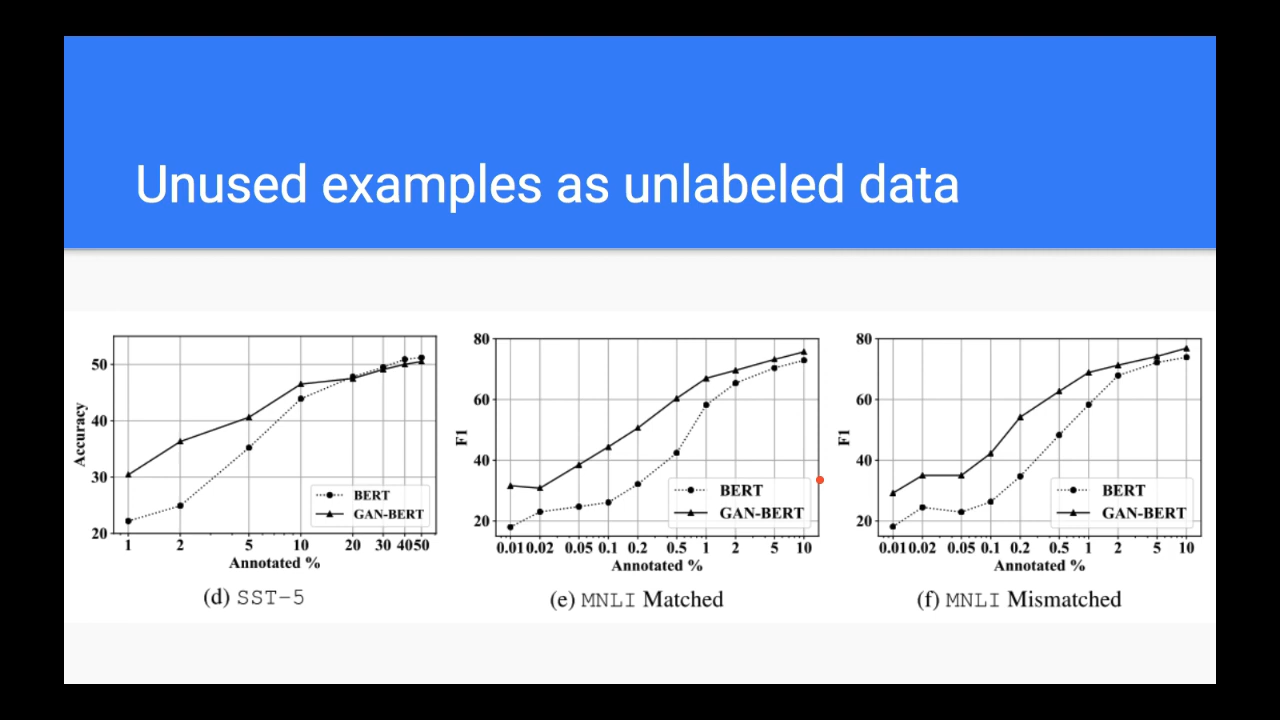 Unused examples as unlabeled data
50
40
30
20
Accuracy
BERT
GAN-BERT
1 2 5 10 20 30 4050
Annotated %
(d) SST-5
80
60
40
20
F1
BERT
GAN-BERT
0.01 0.02 0.05 0.1 0.2 0.5 1 2 5 10
Annotated %
(e) MNLI Matched
80
60
40
20
F1
BERT
GAN-BERT
0.01 0.02 0.05 0.1 0.2 0.5 1 2 5 10
Annotated %
(f) MNLI Mismatched